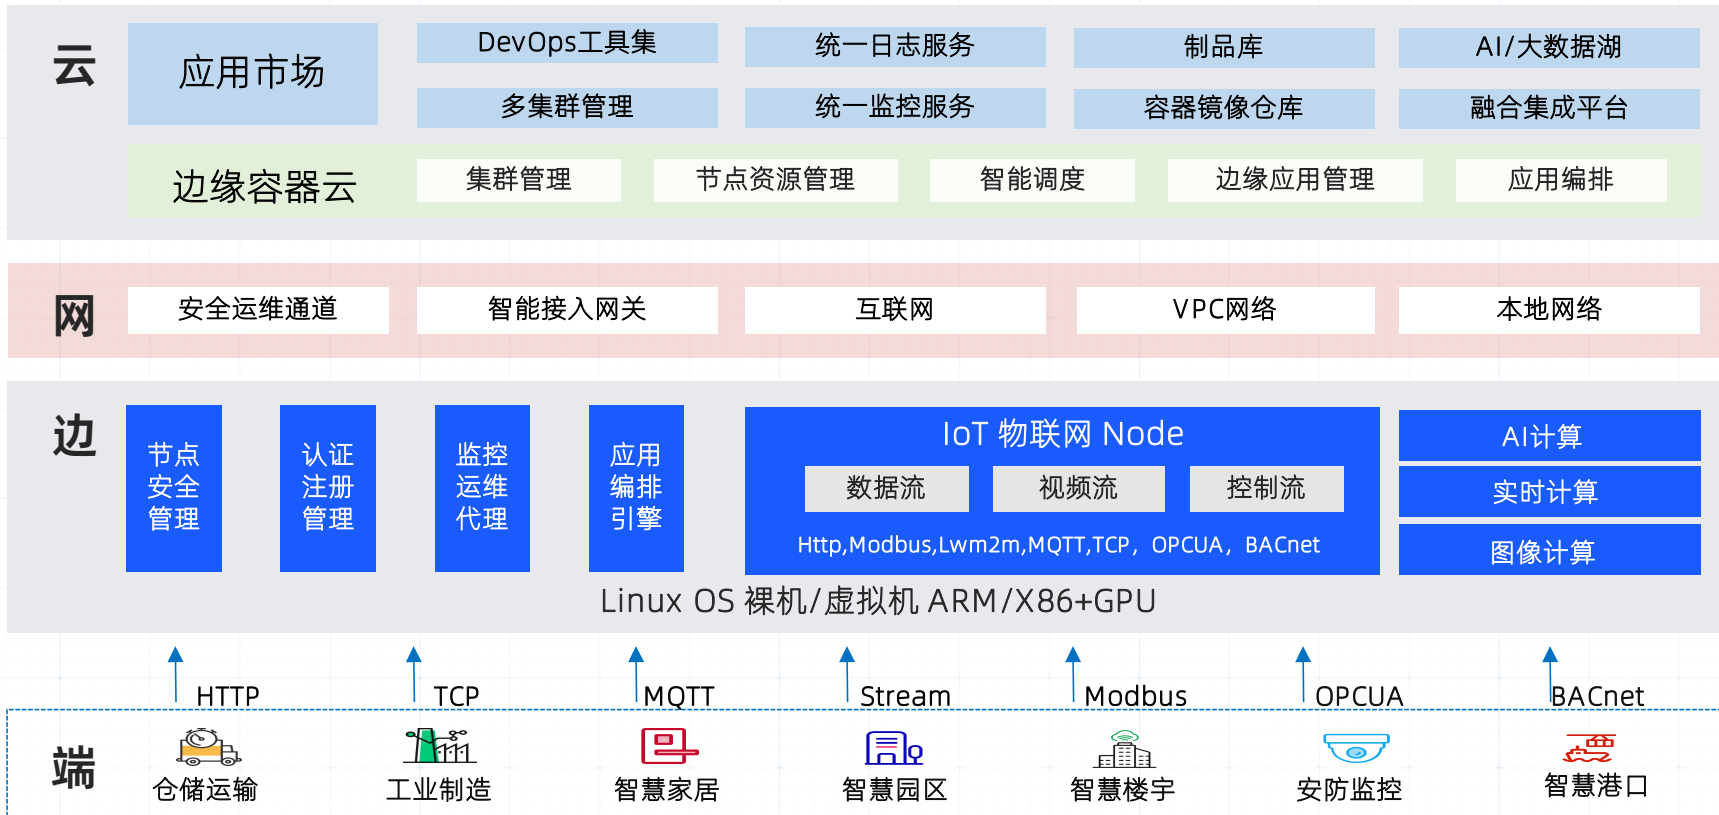 云
应用市场
DevOps工具集
统一日志服务
制品库
AI/大数据湖
多集群管理
统一监控服务
容器镜像仓库
融合集成平台
边缘容器云
集群管理
节点资源管理
智能调度
边缘应用管理
应用编排
网
安全运维通道
智能接入网关
互联网
VPC网络
本地网络
边
节点
安全
管理
认证
注册
管理
监控
运维
代理
应用
编排
引擎
IoT 物联网 Node
数据流
视频流
控制流
Http,Modbus,Lwm2m,MQTT,TCP，OPCUA，BACnet
AI计算
实时计算
图像计算
Linux OS 裸机/虚拟机 ARM/X86+GPU
HTTP
TCP
MQTT
Stream
Modbus
OPCUA
BACnet
端
仓储运输
工业制造
智慧家居
智慧园区
智慧楼宇
安防监控
智慧港口